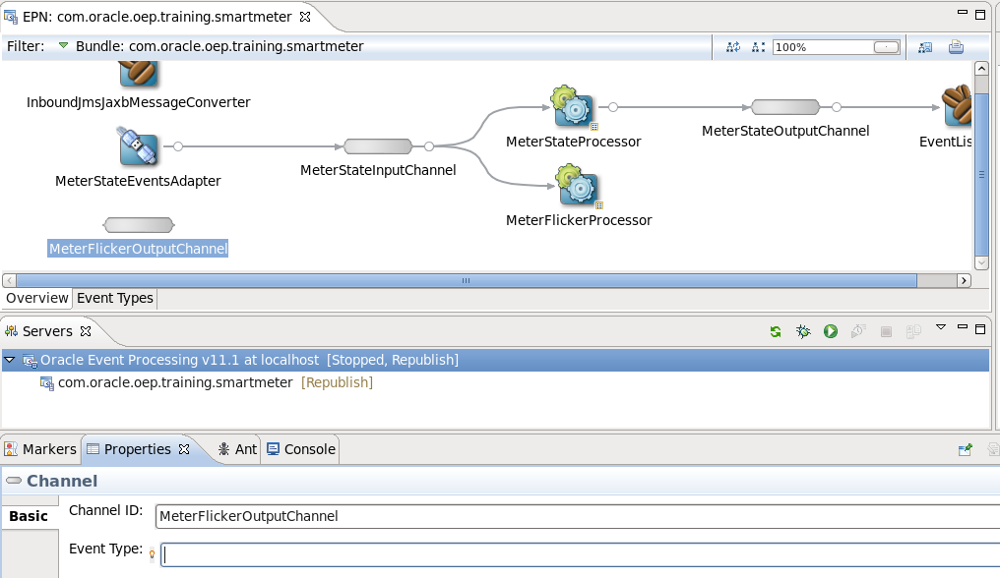 EPN: com.oracle.oep.training.smartmeter
Filter: Bundle: com.oracle.oep.training.smartmeter 100%
InboundJmsJaxbMessageConverter
MeterStateEventsAdapter
MeterStateInputChannel
MeterStateProcessor
MeterStateOutputChannel
EventLis
MeterFlickerProcessor
MeterFlickerOutputChannel
Overview Event Types
Servers
Oracle Event Processing v11.1 at localhost [Stopped, Republish]
com.oracle.oep.training.smartmeter [Republish]
Markers Properties Ant Console
Channel
Basic
Channel ID: MeterFlickerOutputChannel
Event Type: